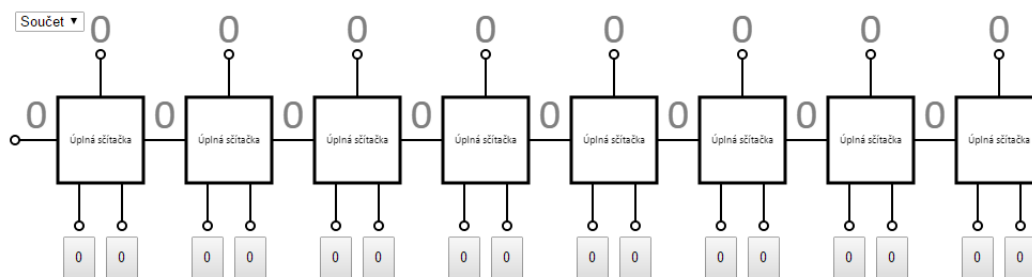 Součet ▼
0 0 0 0 0 0 0 0
0 0 0 0 0 0 0 0
Úplná sčítačka Úplná sčítačka Úplná sčítačka Úplná sčítačka Úplná sčítačka Úplná sčítačka Úplná sčítačka Úplná sčítačka
0 0 0 0 0 0 0 0 0 0 0 0 0 0 0 0